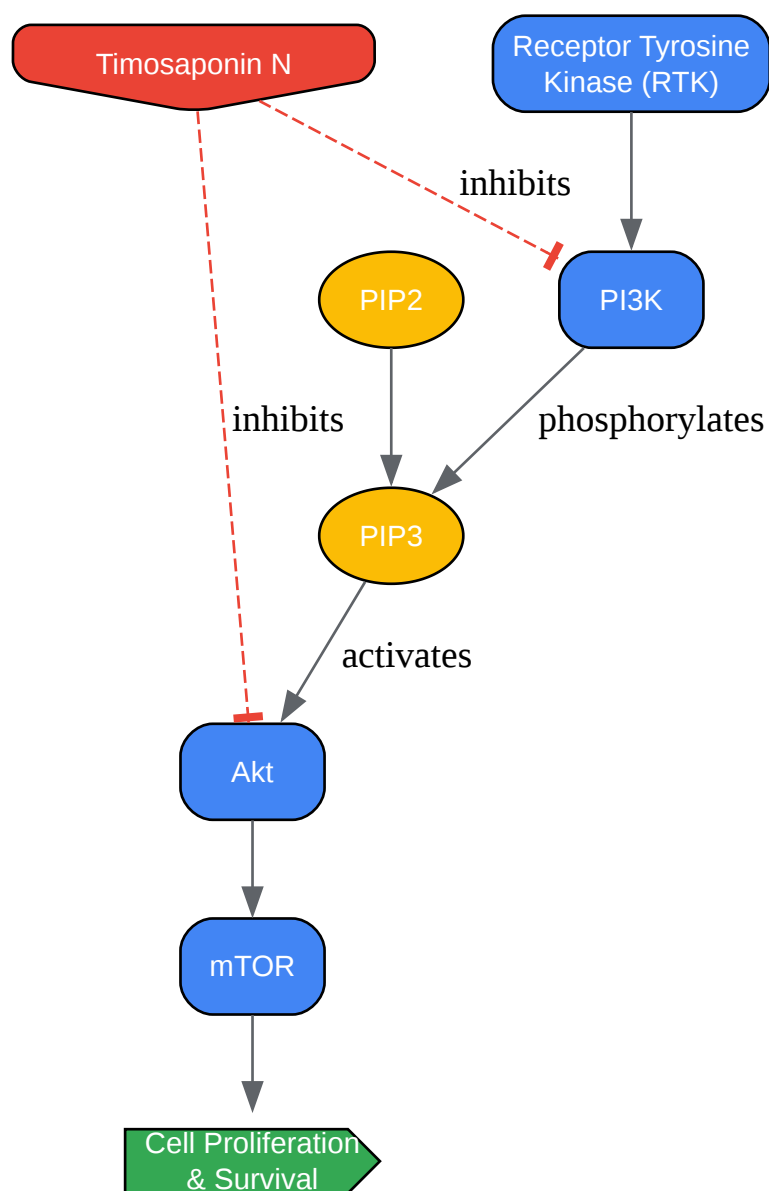 Timosaponin N
Receptor Tyrosine
Kinase (RTK)
inhibits
PIP2
PI3K
inhibits
phosphorylates
PIP3
activates
Akt
mTOR
Cell Proliferation
& Survival